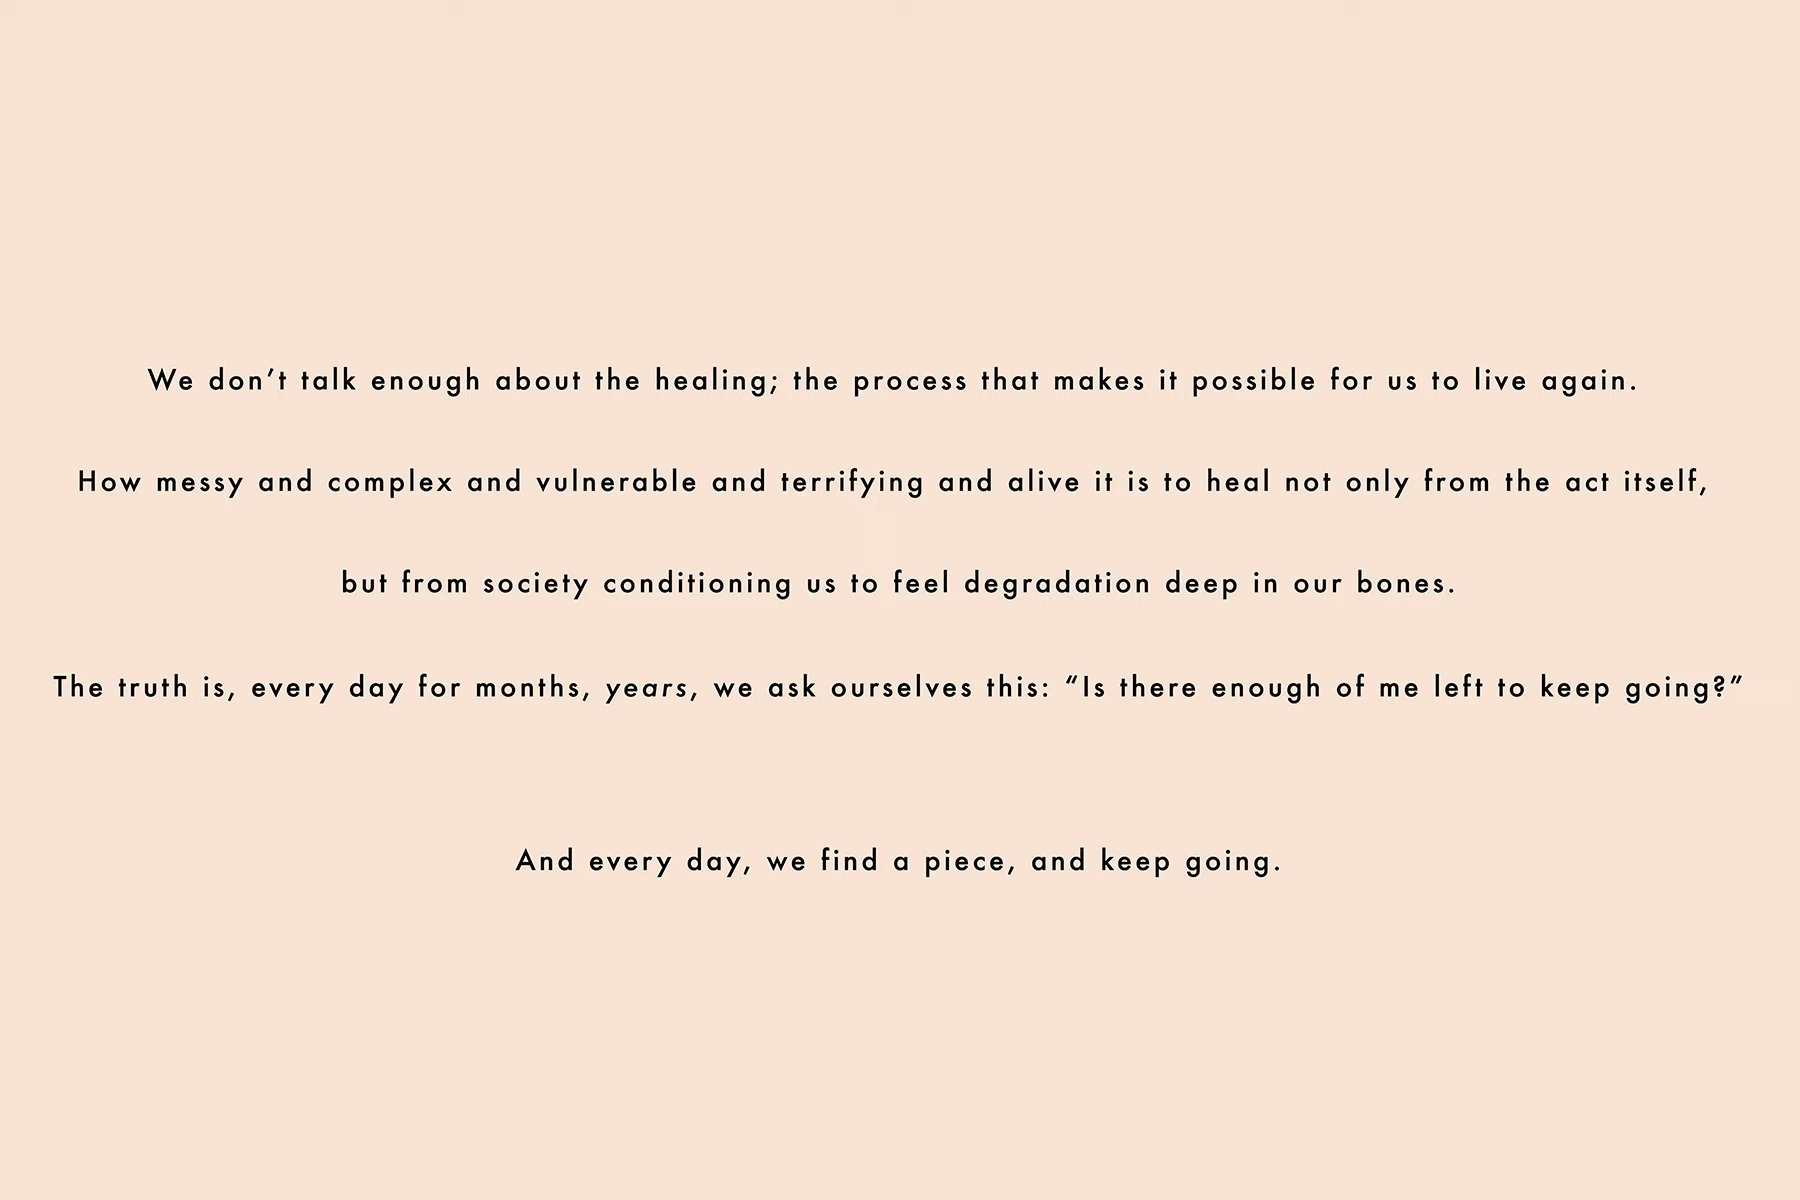 We don’t talk enough about the healing; the process that makes it possible for us to live again.
How messy and complex and vulnerable and terrifying and alive it is to heal not only from the act itself,
but from society conditioning us to feel degradation deep in our bones.
The truth is, every day for months, years, we ask ourselves this: “Is there enough of me left to keep going?”
And every day, we find a piece, and keep going.